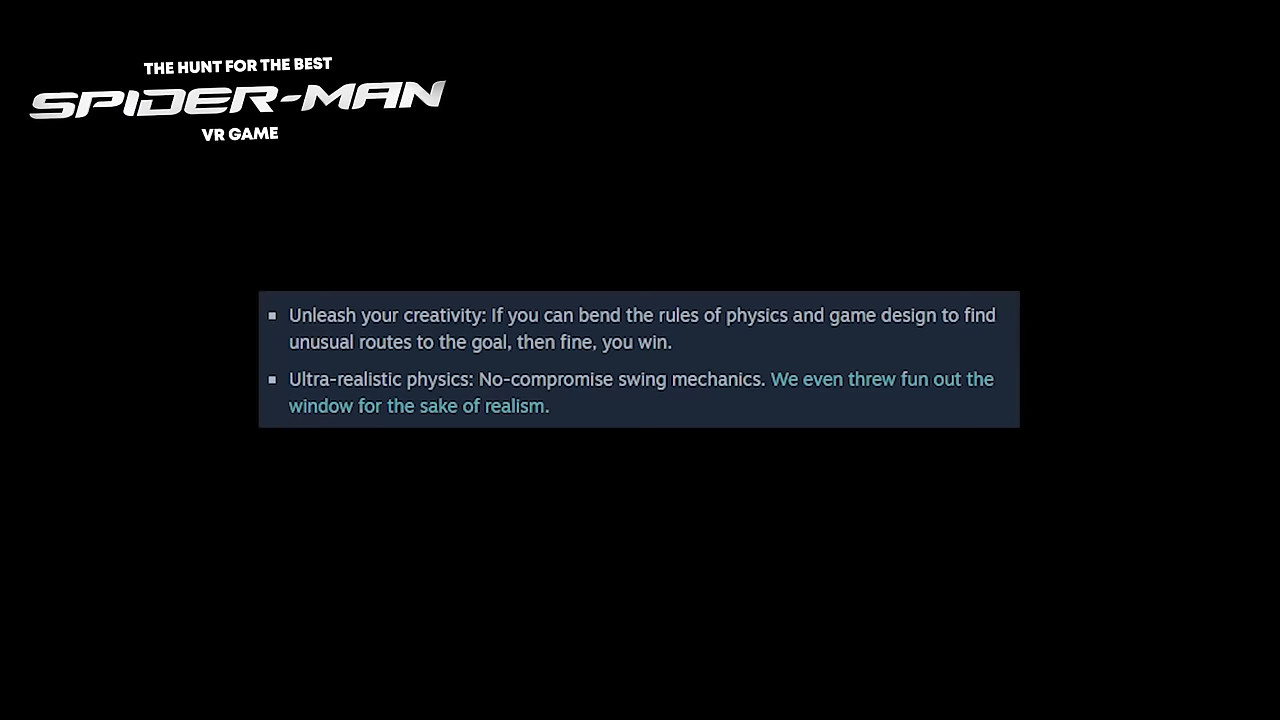 THE HUNT FOR THE BEST
SPIDER-MAN
VR GAME
Unleash your creativity: If you can bend the rules of physics and game design to find
unusual routes to the goal, then fine, you win.
Ultra-realistic physics: No-compromise swing mechanics. We even threw fun out the
window for the sake of realism.